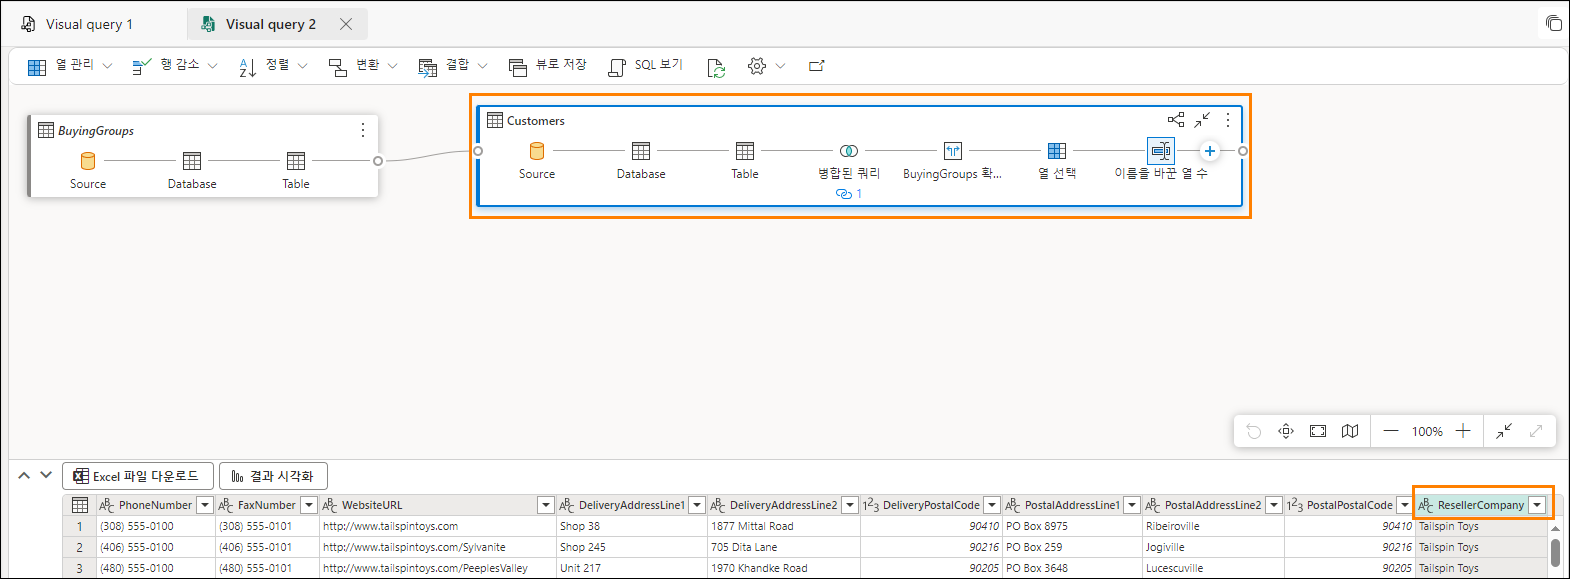 Visual query 1
Visual query 2
열 관리
행 감소
정렬
변환
결합
뷰로 저장
SQL 보기
BuyingGroups
Source
Database
Table
Customers
Source
Database
Table
병합된 쿼리
1
BuyingGroups 확...
열 선택
이름을 바꾼 열 수
100%
Excel 파일 다운로드
결과 시각화
PhoneNumber FaxNumber WebsiteURL DeliveryAddressLine1 DeliveryAddressLine2 DeliveryPostalCode PostalAddressLine1 PostalAddressLine2 PostalPostalCode ResellerCompany
1 (308) 555-0100 (308) 555-0101 http://www.tailspintoys.com Shop 38 1877 Mittal Road 90410 PO Box 8975 Ribeiroville 90410 Tailspin Toys
2 (406) 555-0100 (406) 555-0101 http://www.tailspintoys.com/Sylvanite Shop 245 705 Dita Lane 90216 PO Box 259 Jogiville 90216 Tailspin Toys
3 (480) 555-0100 (480) 555-0101 http://www.tailspintoys.com/PeeplesValley Unit 217 1970 Khandke Road 90205 PO Box 3648 Lucescuville 90205 Tailspin Toys